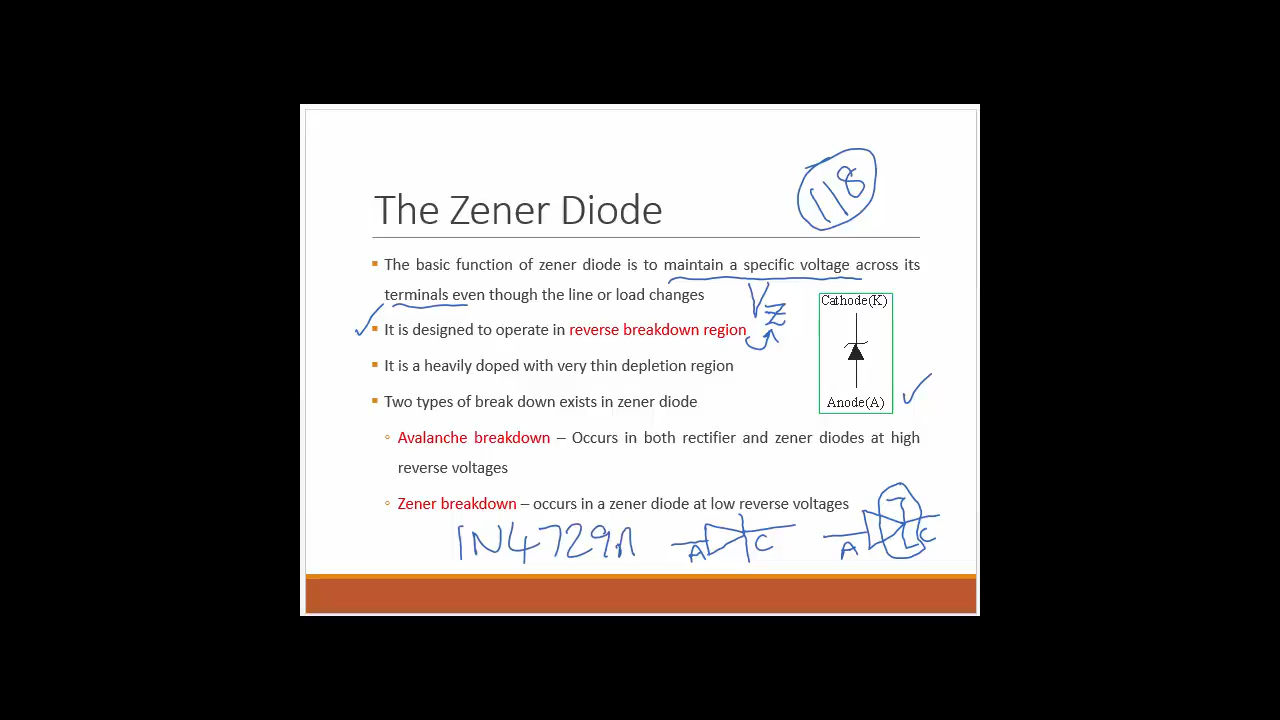 118
The Zener Diode
▪ The basic function of zener diode is to maintain a specific voltage across its
terminals even though the line or load changes
VZ
Cathode(K)
▪ It is designed to operate in reverse breakdown region
▪ It is a heavily doped with very thin depletion region
▪ Two types of break down exists in zener diode
Anode(A)
◦ Avalanche breakdown – Occurs in both rectifier and zener diodes at high
reverse voltages
◦ Zener breakdown – occurs in a zener diode at low reverse voltages
1N4729A
A C
A C